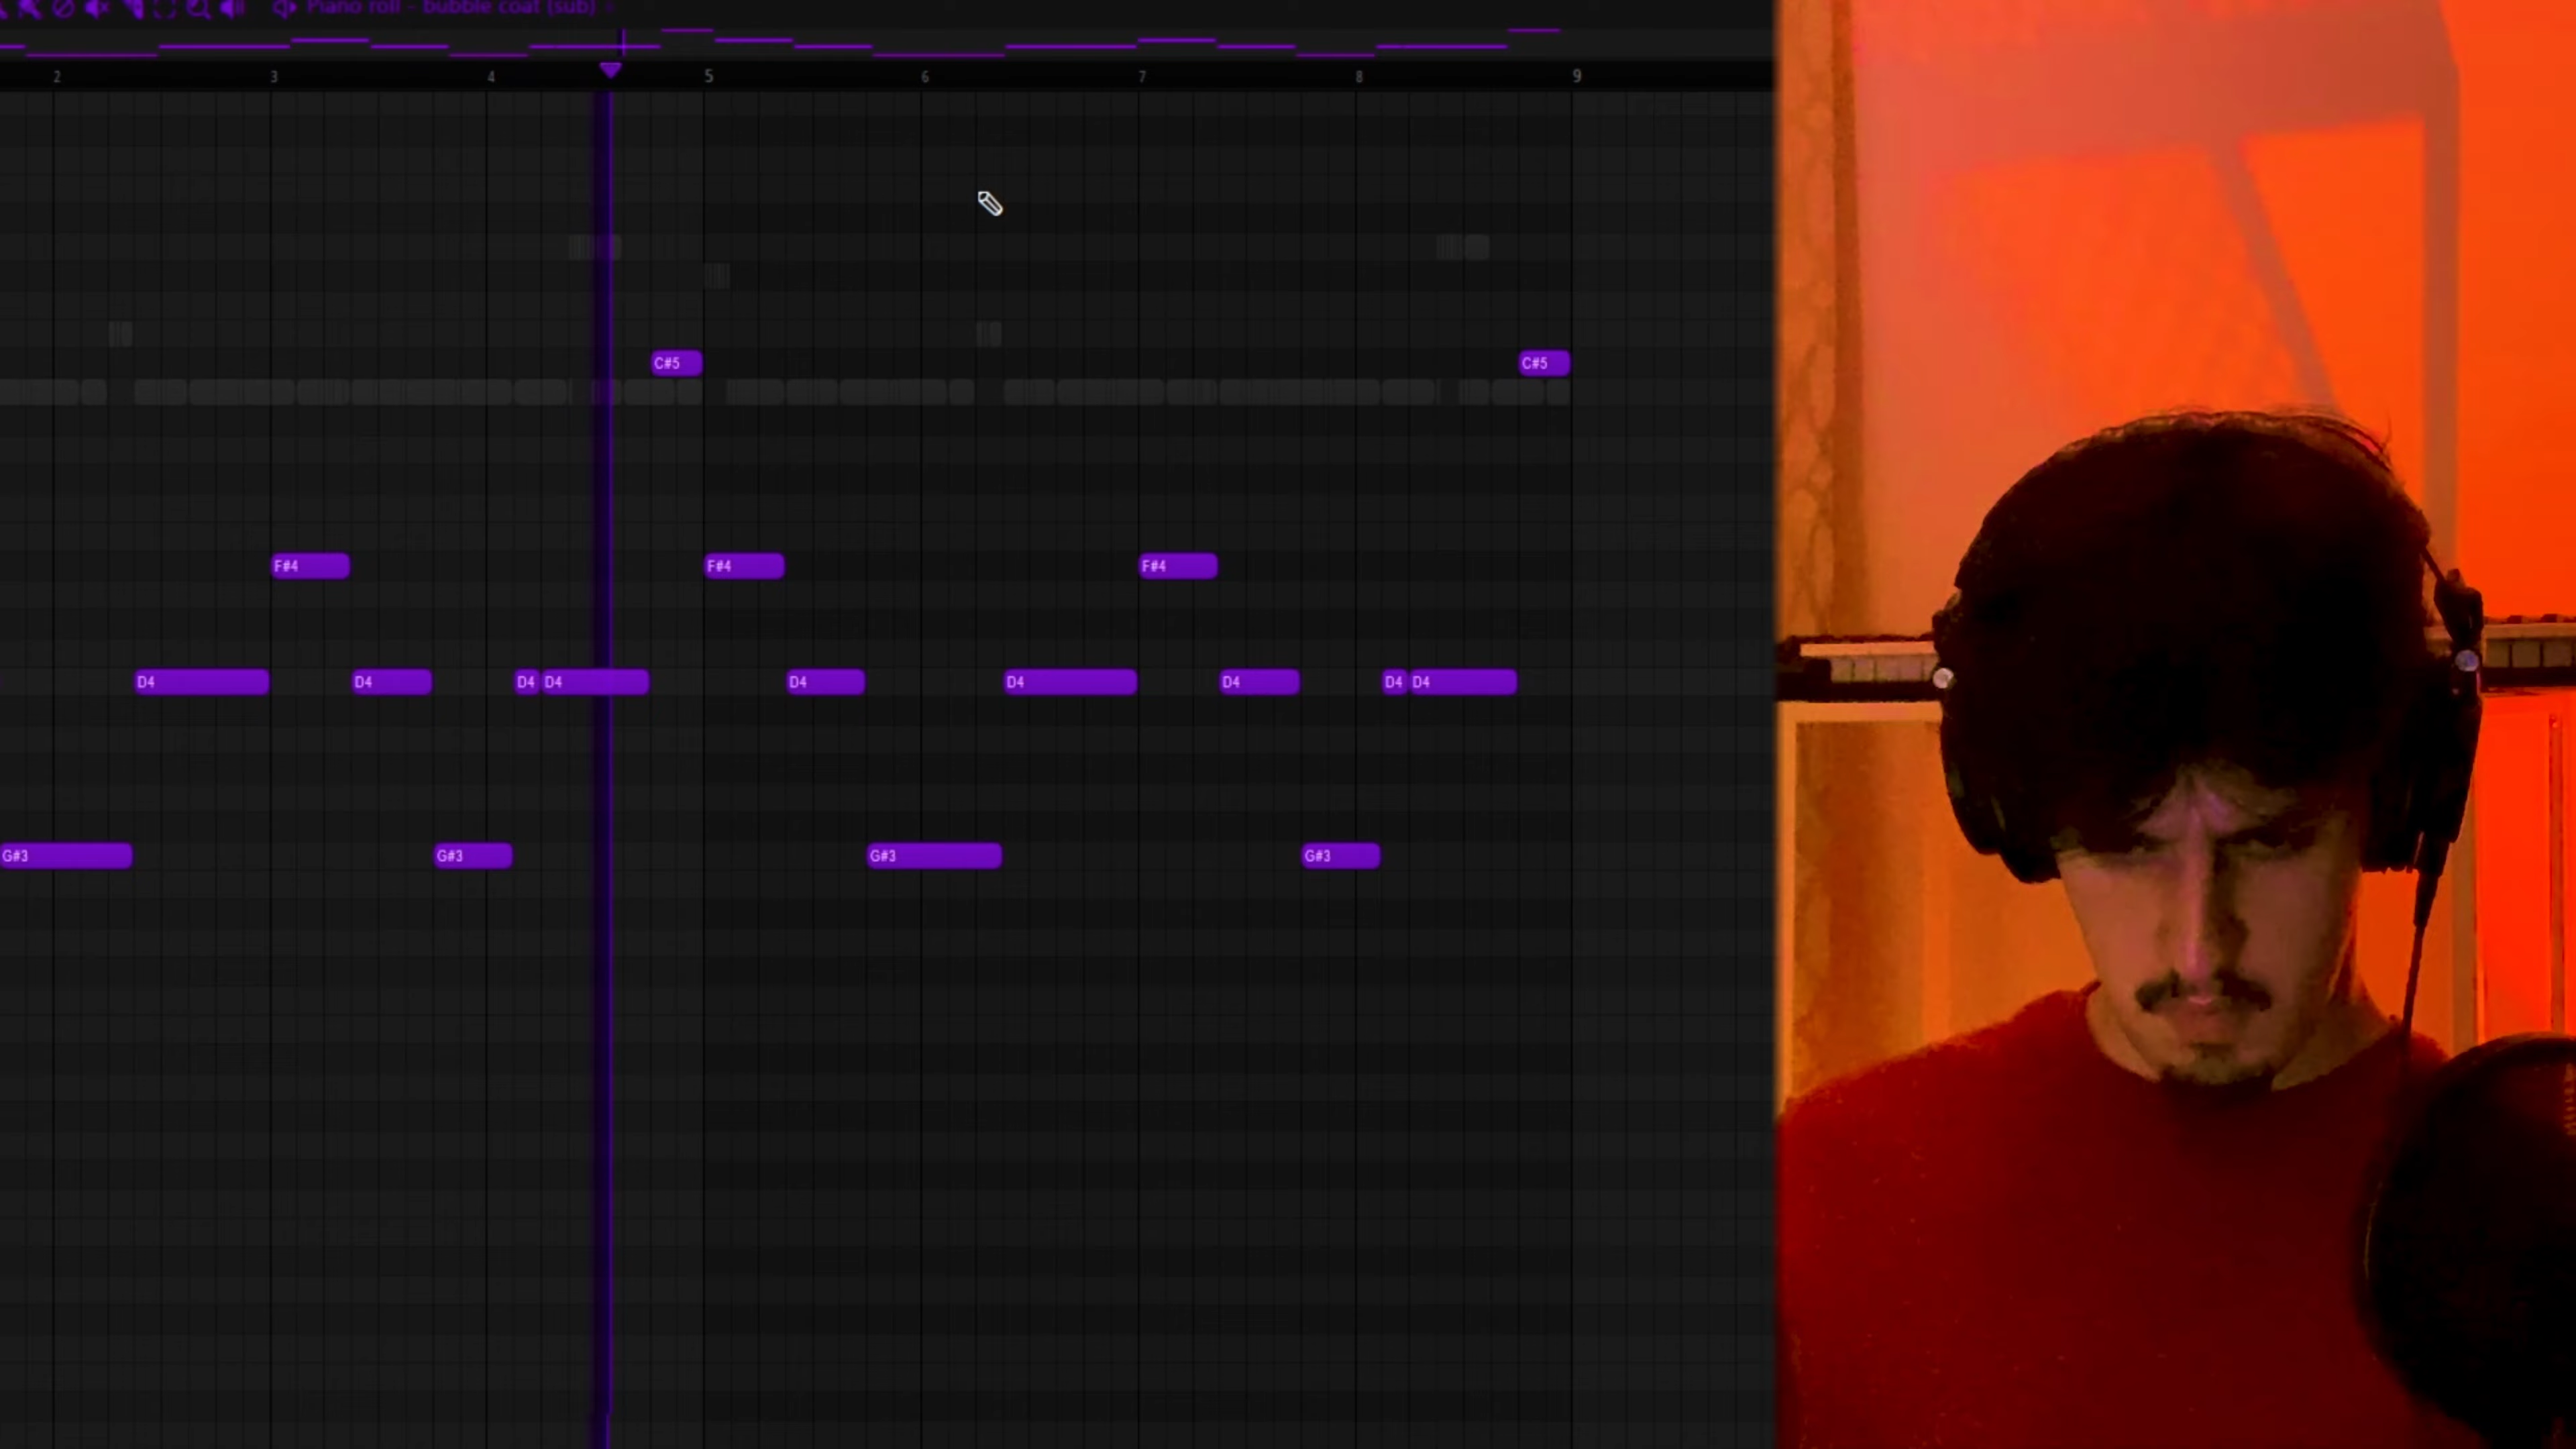 Piano roll - bubble coat (sub)
2 3 4 5 6 7 8 9
C#5 C#5
F#4 F#4 F#4
D4 D4 D4 D4 D4 D4 D4 D4 D4
G#3 G#3 G#3 G#3